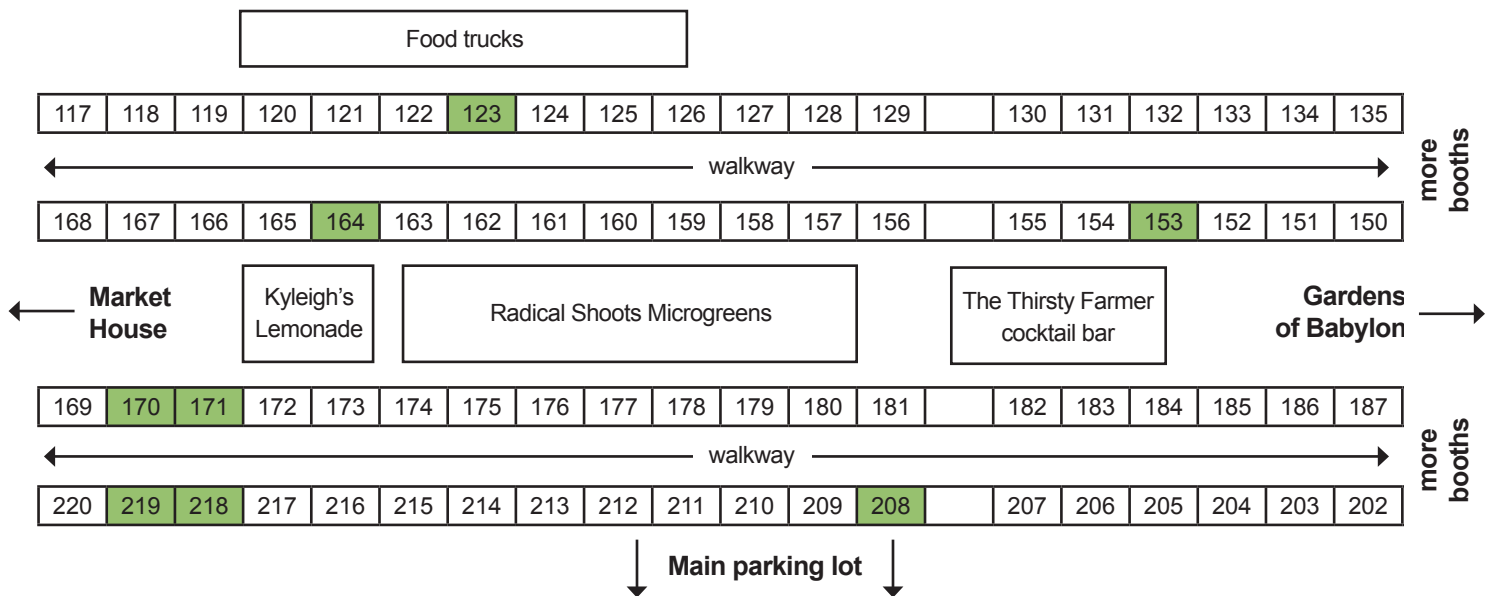 Food trucks
117 118 119 120 121 122 123 124 125 126 127 128 129 130 131 132 133 134 135
walkway
more
booths
168 167 166 165 164 163 162 161 160 159 158 157 156 155 154 153 152 151 150
Market
House
Kyleigh's
Lemonade
Radical Shoots Microgreens
The Thirsty Farmer
cocktail bar
Gardens
of Babylon
169 170 171 172 173 174 175 176 177 178 179 180 181 182 183 184 185 186 187
walkway
more
booths
220 219 218 217 216 215 214 213 212 211 210 209 208 207 206 205 204 203 202
Main parking lot